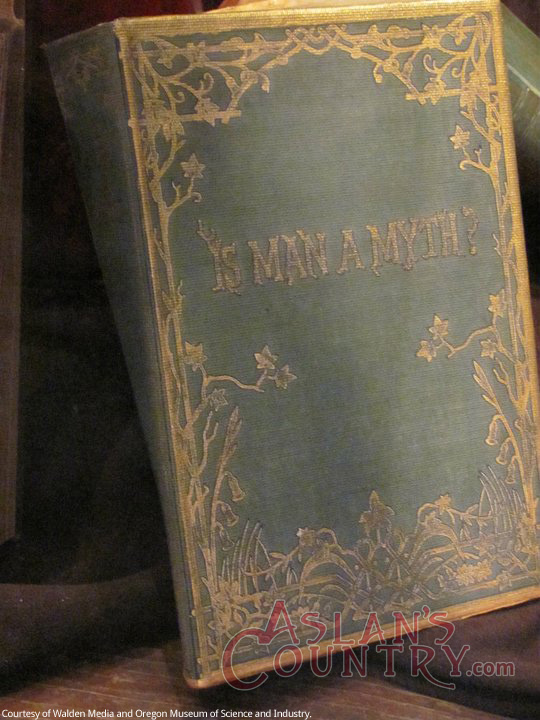 IS MAN A MYTH?
ASLAN'S
COUNTRY.com
Courtesy of Walden Media and Oregon Museum of Science and Industry.